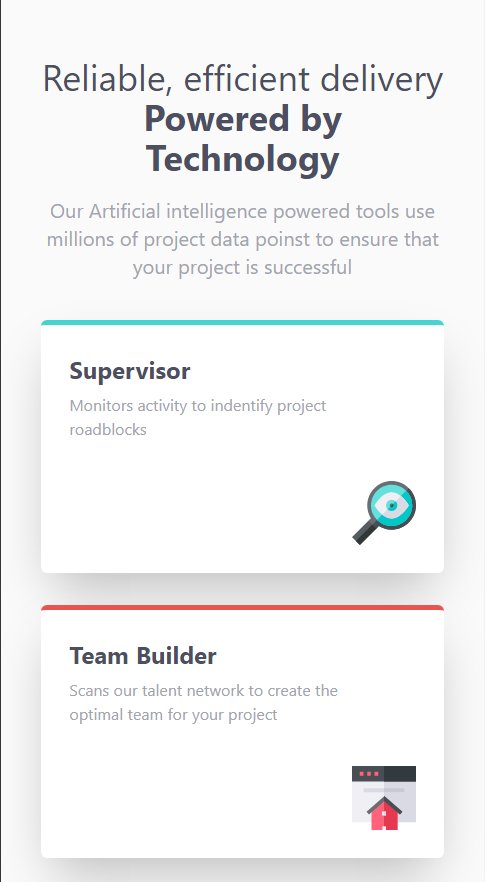 Reliable, efficient delivery
Powered by
Technology
Our Artificial intelligence powered tools use
millions of project data poinst to ensure that
your project is successful
Supervisor
Monitors activity to indentify project
roadblocks
Team Builder
Scans our talent network to create the
optimal team for your project